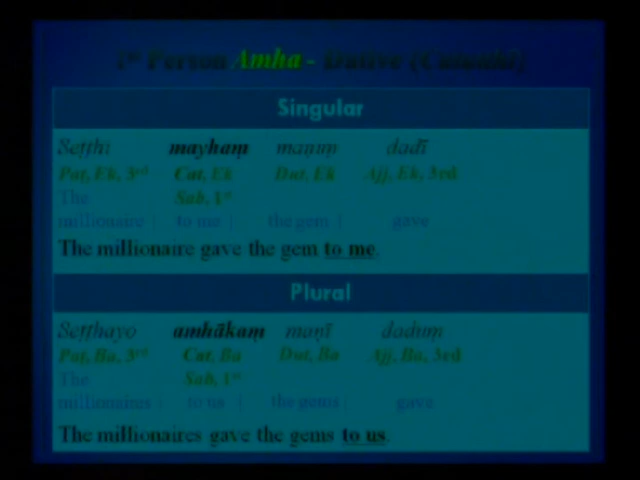 1st Person Amha - Dative (Catutthi)
Singular
Seṭṭhi mayhaṃ maṇiṃ dadī
Paṭ, Ek, 3rd Cat, Ek Dut, Ek Ajj, Ek, 3rd
The Sab, 1st
millionaire to me the gem gave
The millionaire gave the gem to me.
Plural
Seṭṭhayo amhākaṃ maṇī daduṃ
Paṭ, Ba, 3rd Cat, Ba Dut, Ba Ajj, Ba, 3rd
The Sab, 1st
millionaires to us the gems gave
The millionaires gave the gems to us.